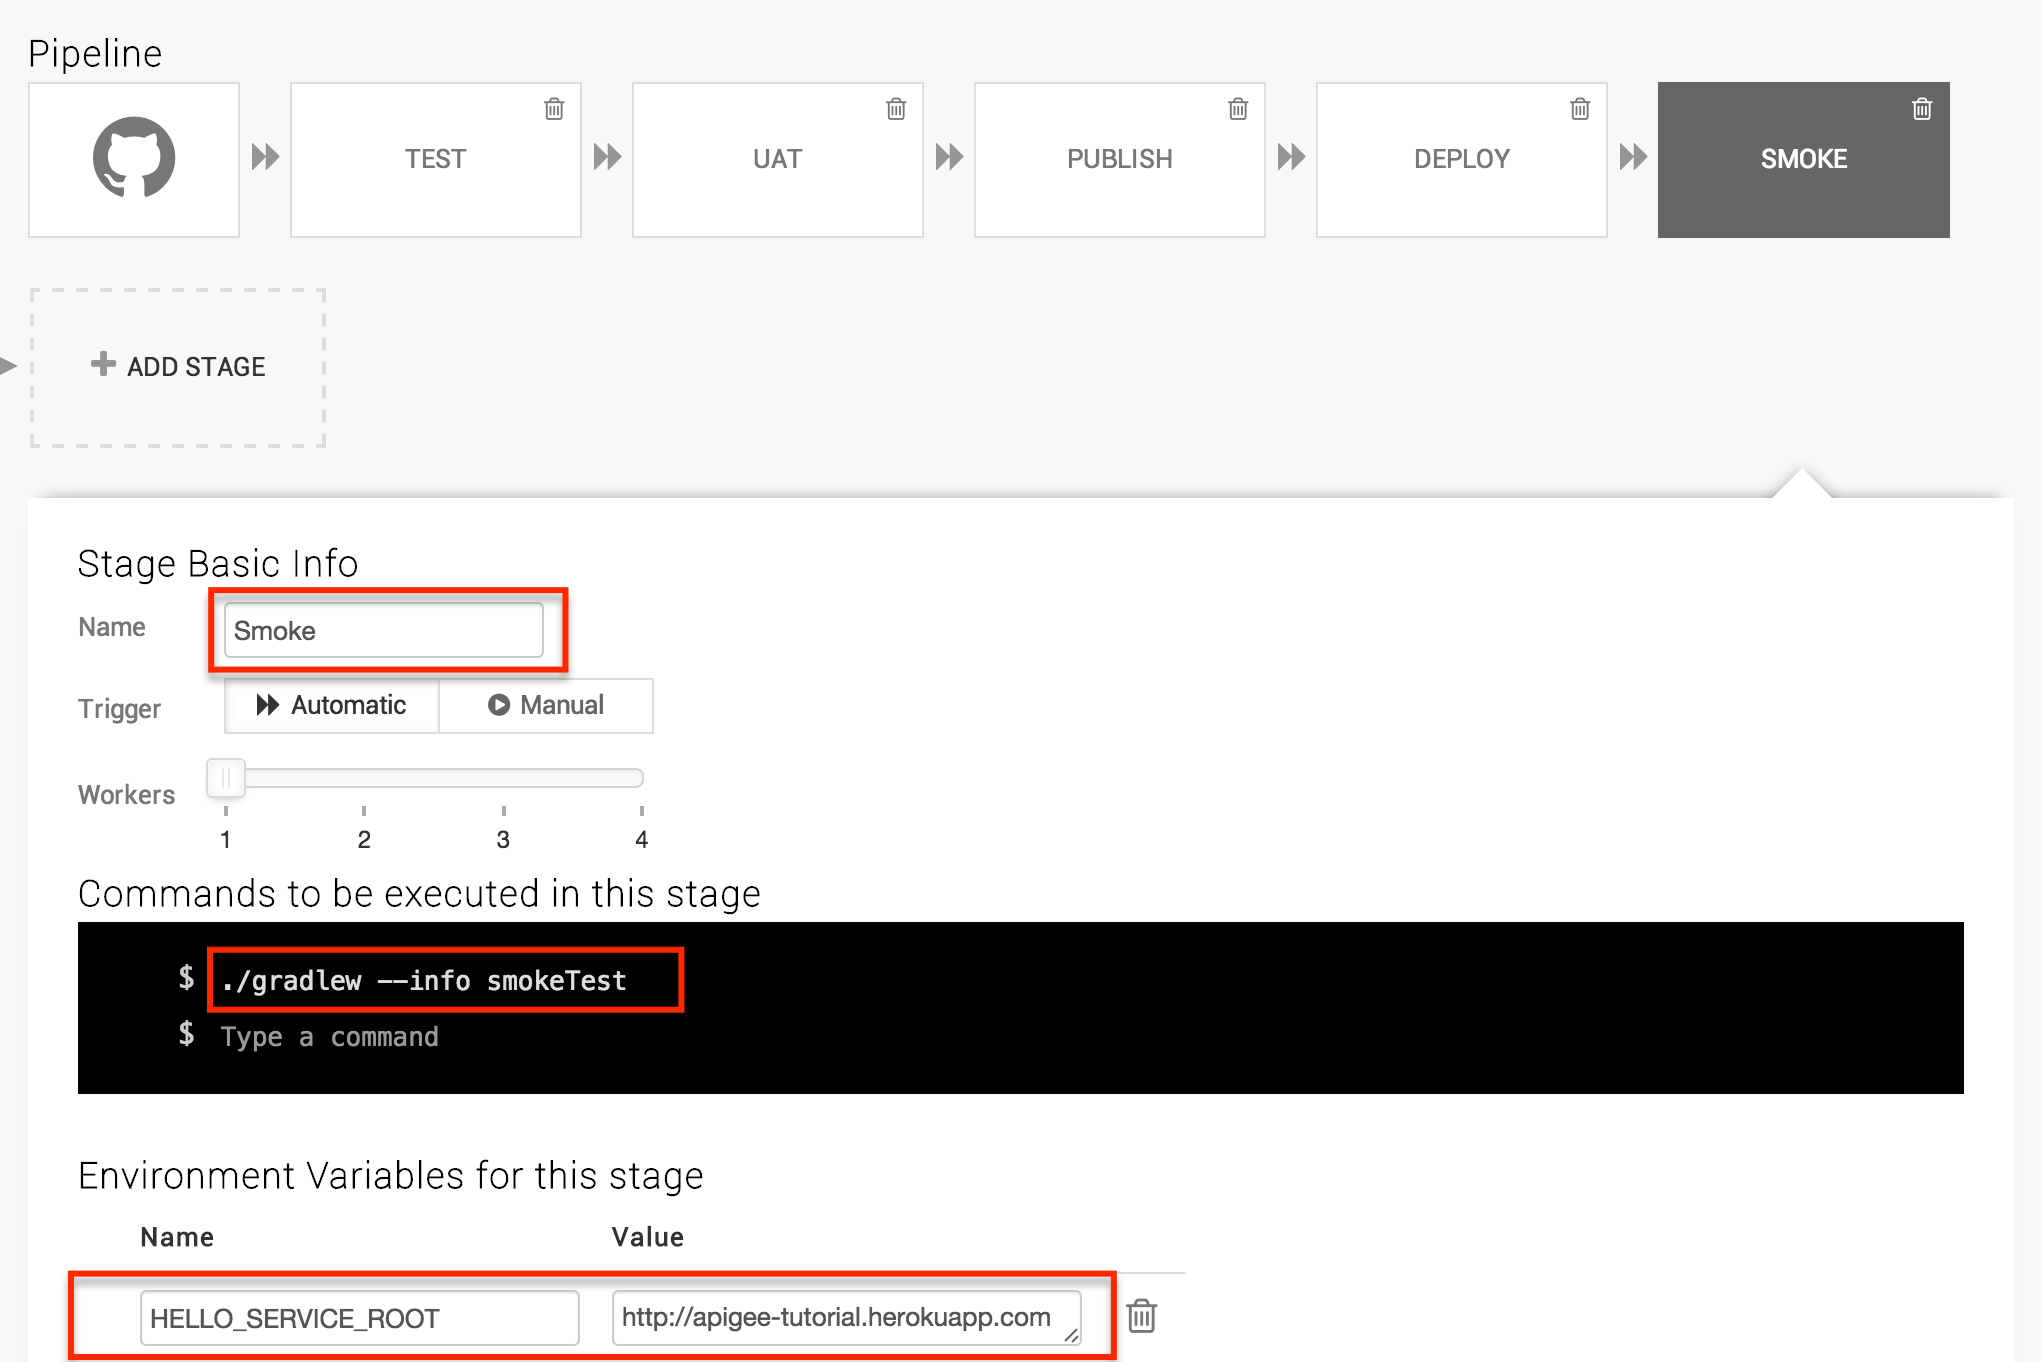 Pipeline
TEST
UAT
PUBLISH
DEPLOY
SMOKE
ADD STAGE
Stage Basic Info
Name
Smoke
Trigger
Automatic
Manual
Workers
1 2 3 4
Commands to be executed in this stage
$ ./gradlew --info smokeTest
$ Type a command
Environment Variables for this stage
Name Value
HELLO_SERVICE_ROOT http://apigee-tutorial.herokuapp.com